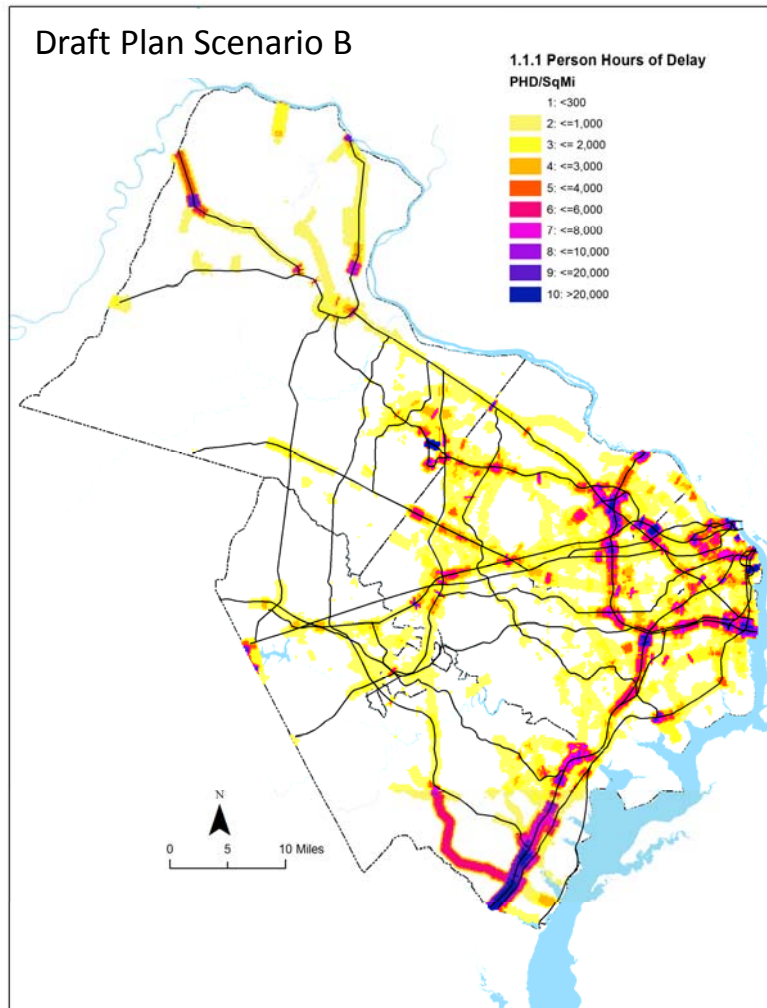 Draft Plan Scenario B
1.1.1 Person Hours of Delay
PHD/SqMi
1: <300
2: <=1,000
3: <= 2,000
4: <=3,000
5: <=4,000
6: <=6,000
7: <=8,000
8: <=10,000
9: <=20,000
10: >20,000
N
0 5 10 Miles